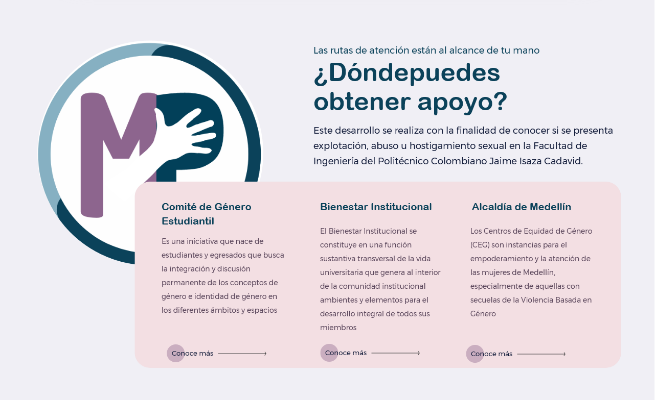 Las rutas de atención están al alcance de tu mano
¿Dóndepuedes
obtener apoyo?
Este desarrollo se realiza con la finalidad de conocer si se presenta
explotación, abuso u hostigamiento sexual en la Facultad de
Ingeniería del Politécnico Colombiano Jaime Isaza Cadavid.
MP
Comité de Género
Estudiantil
Es una iniciativa que nace de
estudiantes y egresados que busca
la integración y discusión
permanente de los conceptos de
género e identidad de género en
los diferentes ámbitos y espacios
Conoce más
Bienestar Institucional
El Bienestar Institucional se
constituye en una función
sustantiva transversal de la vida
universitaria que genera al interior
de la comunidad institucional
ambientes y elementos para el
desarrollo integral de todos sus
miembros
Conoce más
Alcaldía de Medellín
Los Centros de Equidad de Género
(CEG) son instancias para el
empoderamiento y la atención de
las mujeres de Medellín,
especialmente de aquellas con
secuelas de la Violencia Basada en
Género
Conoce más